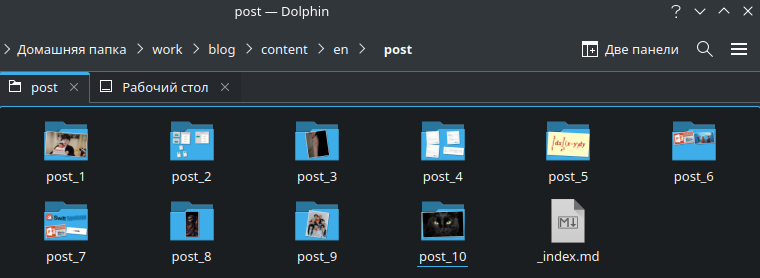 post — Dolphin
Домашняя папка work blog content en post Две панели
post Рабочий стол
post_1 post_2 post_3 post_4 post_5 post_6
post_7 post_8 post_9 post_10 _index.md